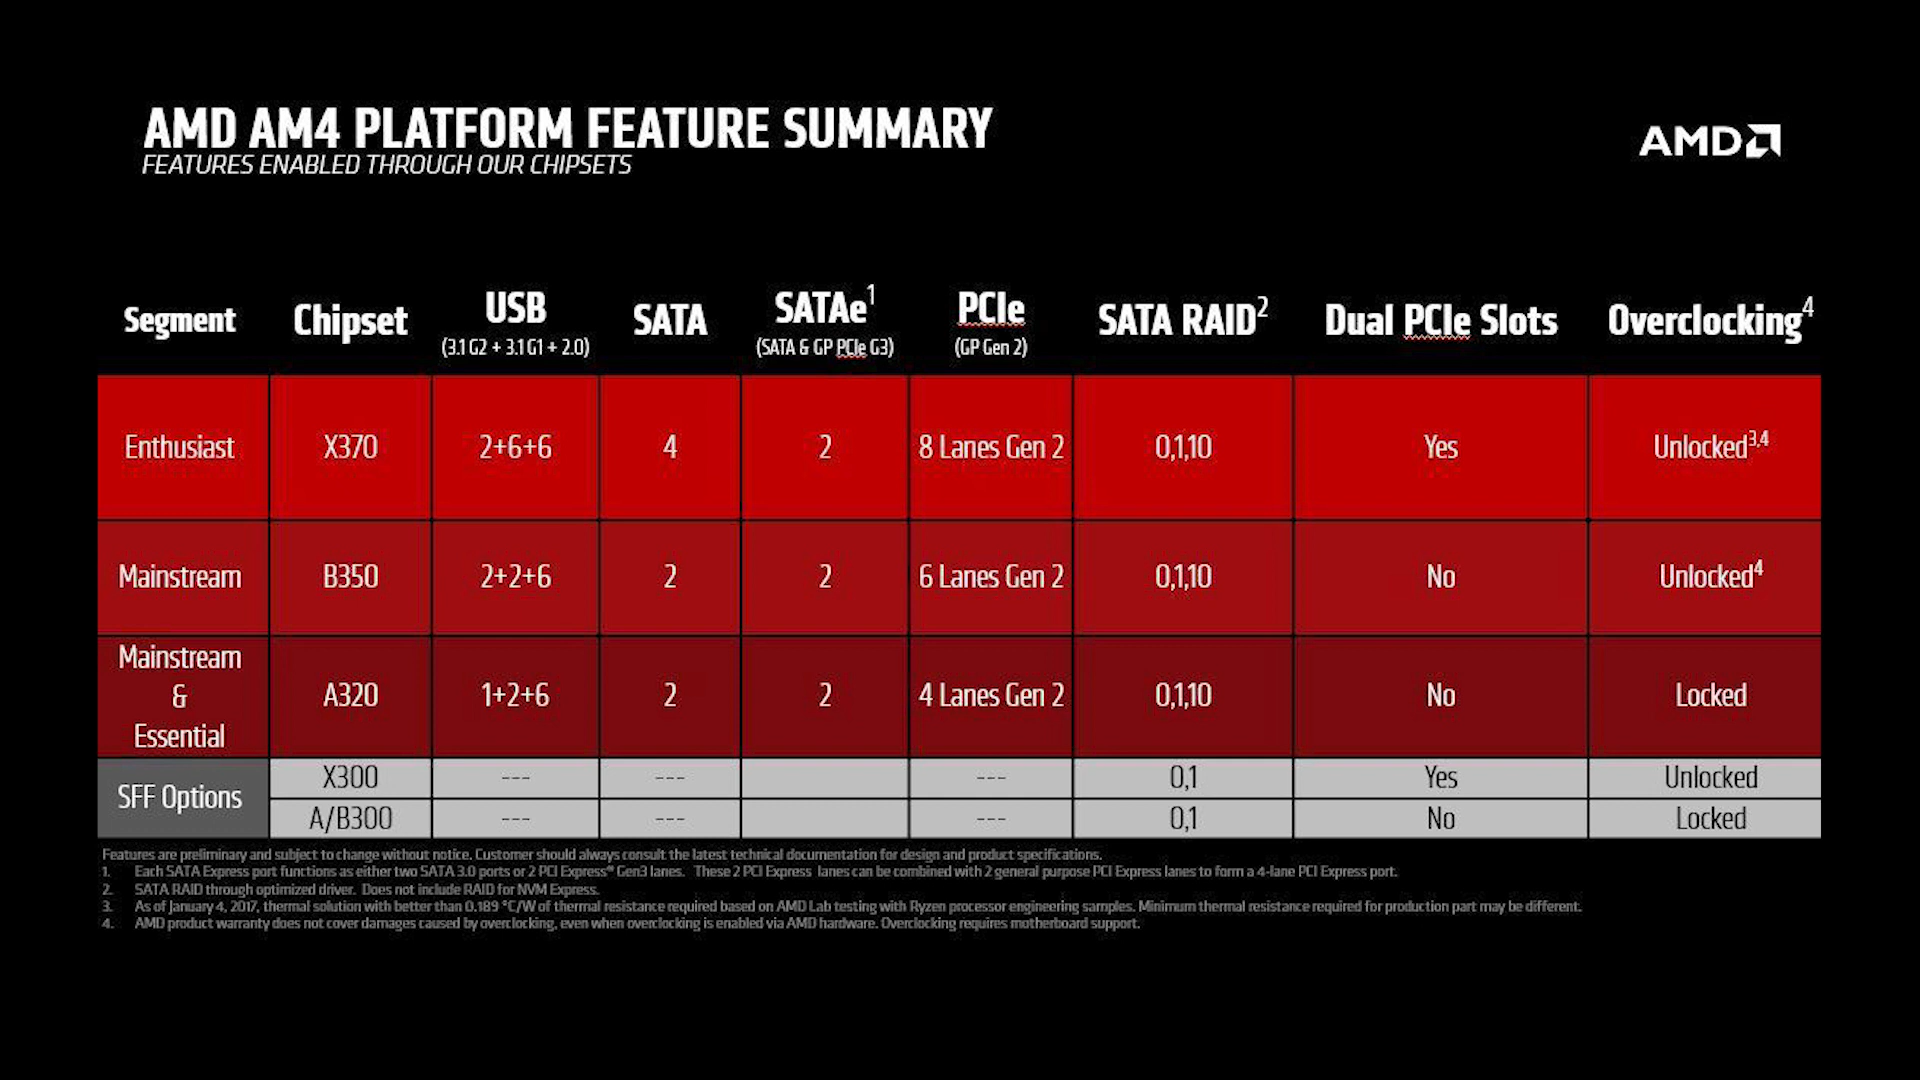 AMD AM4 PLATFORM FEATURE SUMMARY
FEATURES ENABLED THROUGH OUR CHIPSETS
AMD
Segment Chipset USB (3.1 G2 + 3.1 G1 + 2.0) SATA SATAe1 (SATA & GP PCIe G3) PCIe (GP Gen 2) SATA RAID2 Dual PCIe Slots Overclocking4
Enthusiast X370 2+6+6 4 2 8 Lanes Gen 2 0,1,10 Yes Unlocked3,4
Mainstream B350 2+2+6 2 2 6 Lanes Gen 2 0,1,10 No Unlocked4
Mainstream & Essential A320 1+2+6 2 2 4 Lanes Gen 2 0,1,10 No Locked
SFF Options X300 --- --- --- 0,1 Yes Unlocked
A/B300 --- --- --- 0,1 No Locked
Features are preliminary and subject to change without notice. Customer should always consult the latest technical documentation for design and product specifications.
1. Each SATA Express port functions as either two SATA 3.0 ports or 2 PCI Express® Gen3 lanes. These 2 PCI Express lanes can be combined with 2 general purpose PCI Express lanes to form a 4-lane PCI Express port.
2. SATA RAID through optimized driver. Does not include RAID for NVM Express.
3. As of January 4, 2017, thermal solution with better than 0.189 °C/W of thermal resistance required based on AMD Lab testing with Ryzen processor engineering samples. Minimum thermal resistance required for production part may be different.
4. AMD product warranty does not cover damages caused by overclocking, even when overclocking is enabled via AMD hardware. Overclocking requires motherboard support.